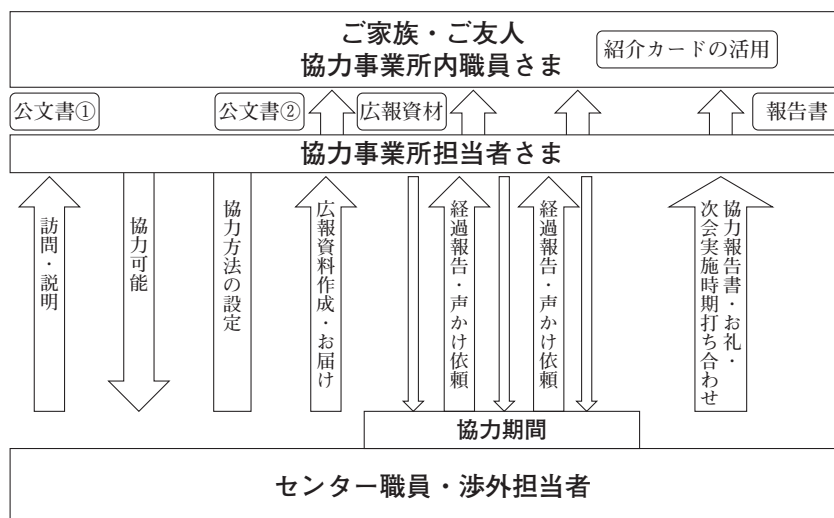 ご家族・ご友人
協力事業所内職員さま
紹介カードの活用
公文書①
公文書②
広報資材
報告書
協力事業所担当者さま
訪問・説明
協力可能
協力方法の設定
広報資料作成・お届け
経過報告・声かけ依頼
経過報告・声かけ依頼
協力報告書・お礼・
次会実施時期打ち合わせ
協力期間
センター職員・渉外担当者